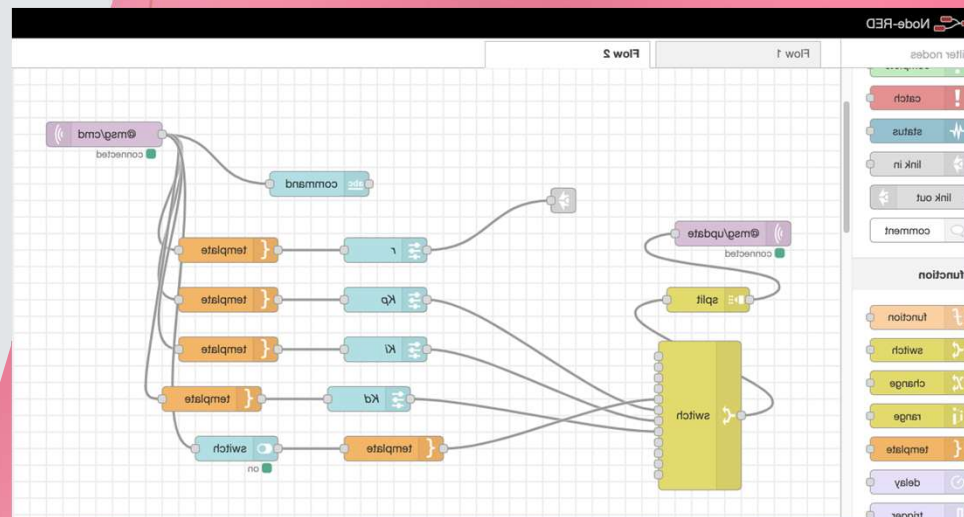 Node-RED
filter nodes
Flow 1
Flow 2
catch
status
link in
link out
comment
function
function
switch
change
range
template
delay
trigger
@msg/cmd
connected
abc command
@msg/update
connected
r
template
split
Kp
template
Ki
template
switch
Kd
template
template
switch
on